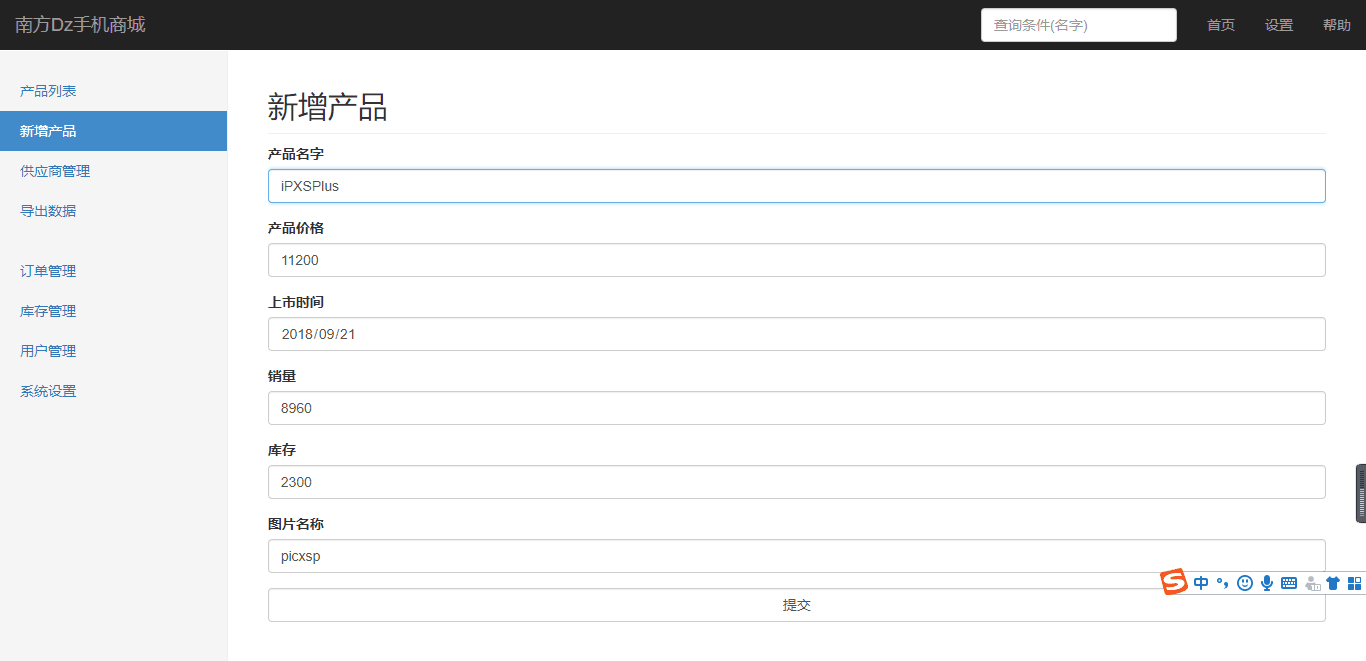 南方Dz手机商城
查询条件(名字)
首页
设置
帮助
产品列表
新增产品
供应商管理
导出数据
订单管理
库存管理
用户管理
系统设置
新增产品
产品名字
iPXSPlus
产品价格
11200
上市时间
2018/09/21
销量
8960
库存
2300
图片名称
picxsp
提交
中